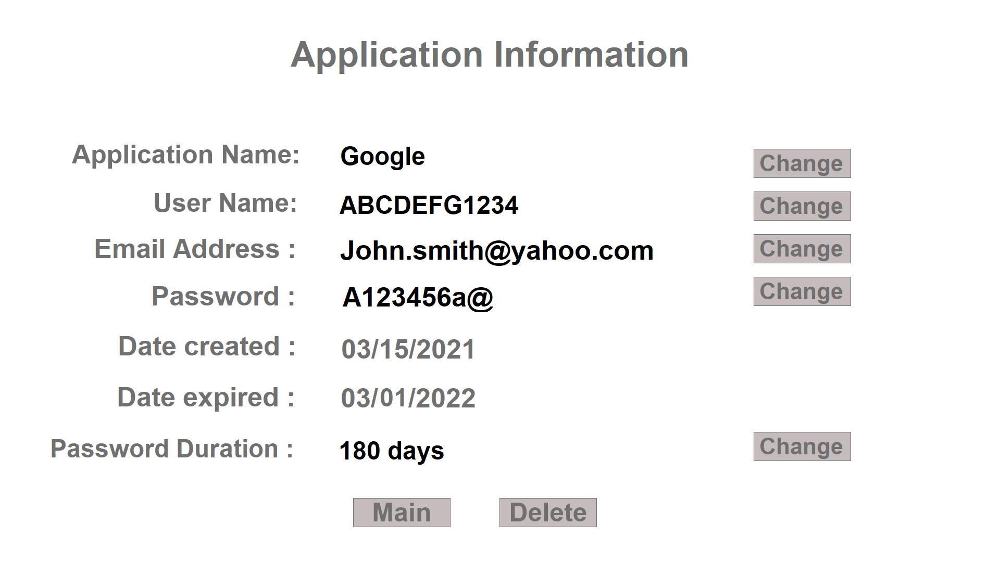 Application Information
Application Name: Google Change
User Name: ABCDEFG1234 Change
Email Address : John.smith@yahoo.com Change
Password : A123456a@ Change
Date created : 03/15/2021
Date expired : 03/01/2022
Password Duration : 180 days Change
Main Delete